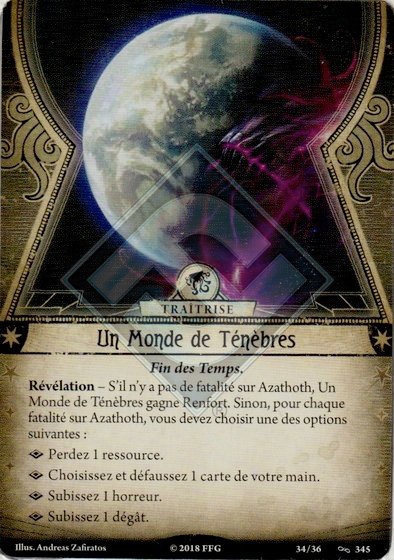 TRAÎTRISE
Un Monde de Ténèbres
Fin des Temps.
Révélation – S'il n'y a pas de fatalité sur Azathoth, Un
Monde de Ténèbres gagne Renfort. Sinon, pour chaque
fatalité sur Azathoth, vous devez choisir une des options
suivantes :
Perdez 1 ressource.
Choisissez et défaussez 1 carte de votre main.
Subissez 1 horreur.
Subissez 1 dégât.
Illus. Andreas Zafiratos © 2018 FFG 34/36 345